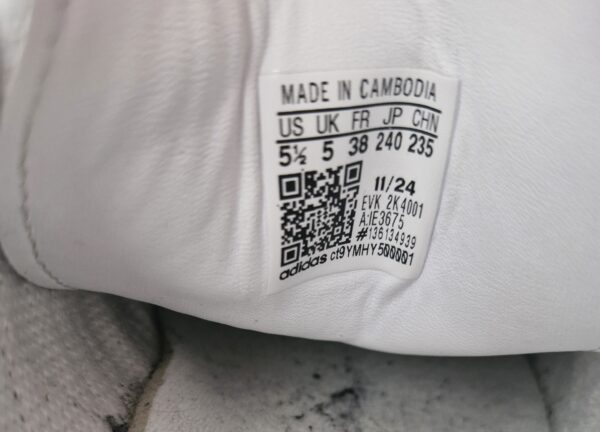 MADE IN CAMBODIA
US UK FR JP CHN
5½ 5 38 240 235
11/24
EVK 2K4001
A:IE3675
#136134939
adidas ct9YMHY500001